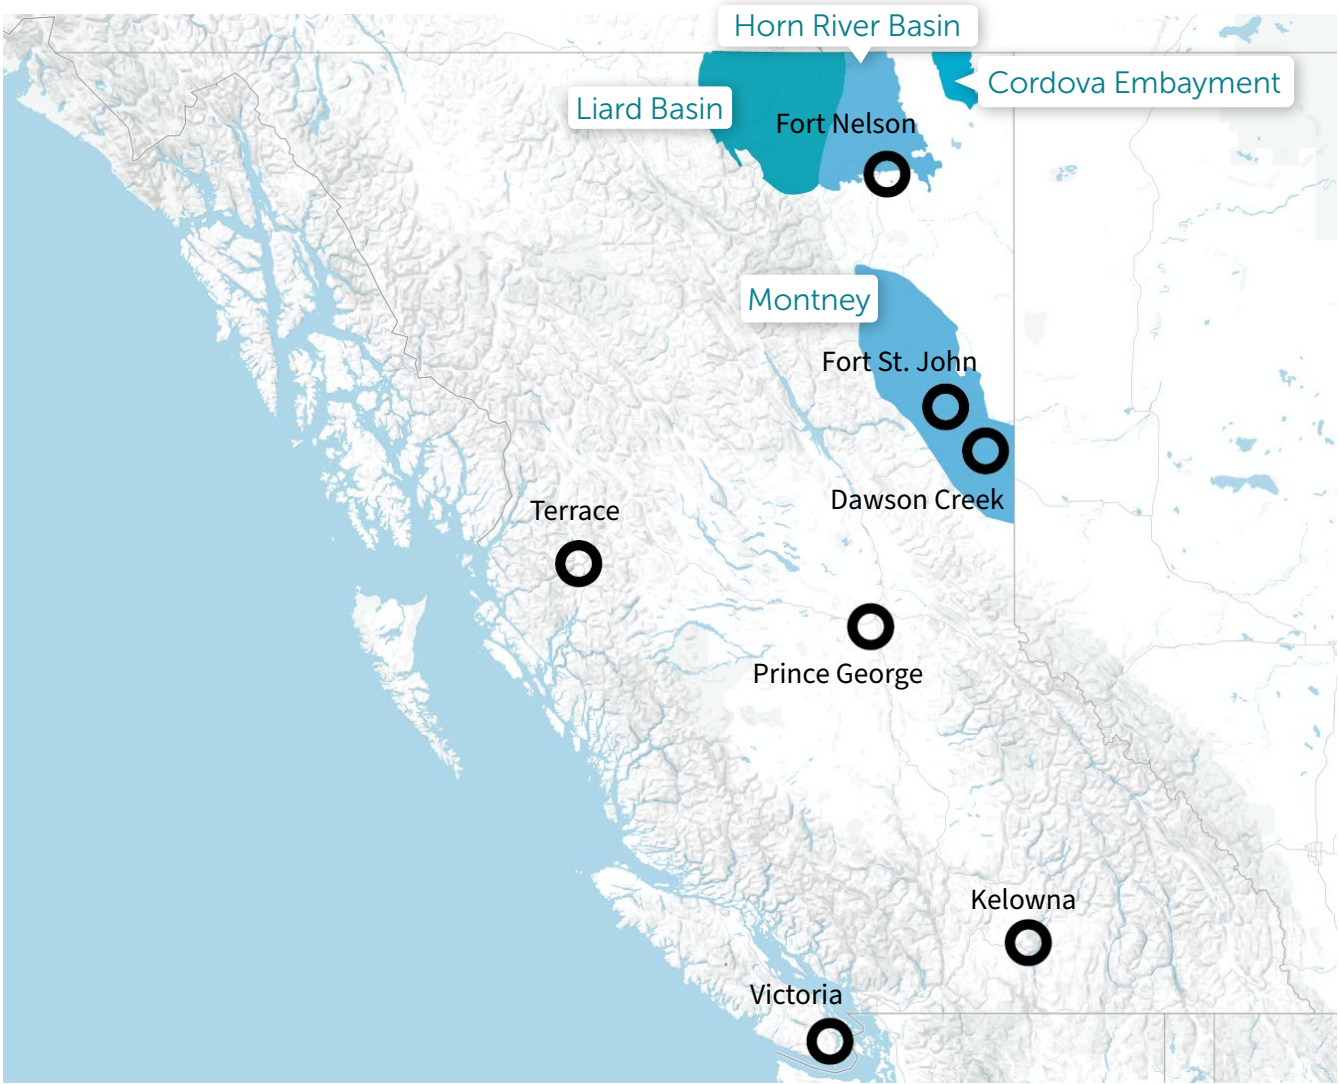 Horn River Basin
Cordova Embayment
Liard Basin
Fort Nelson
Montney
Fort St. John
Dawson Creek
Terrace
Prince George
Kelowna
Victoria